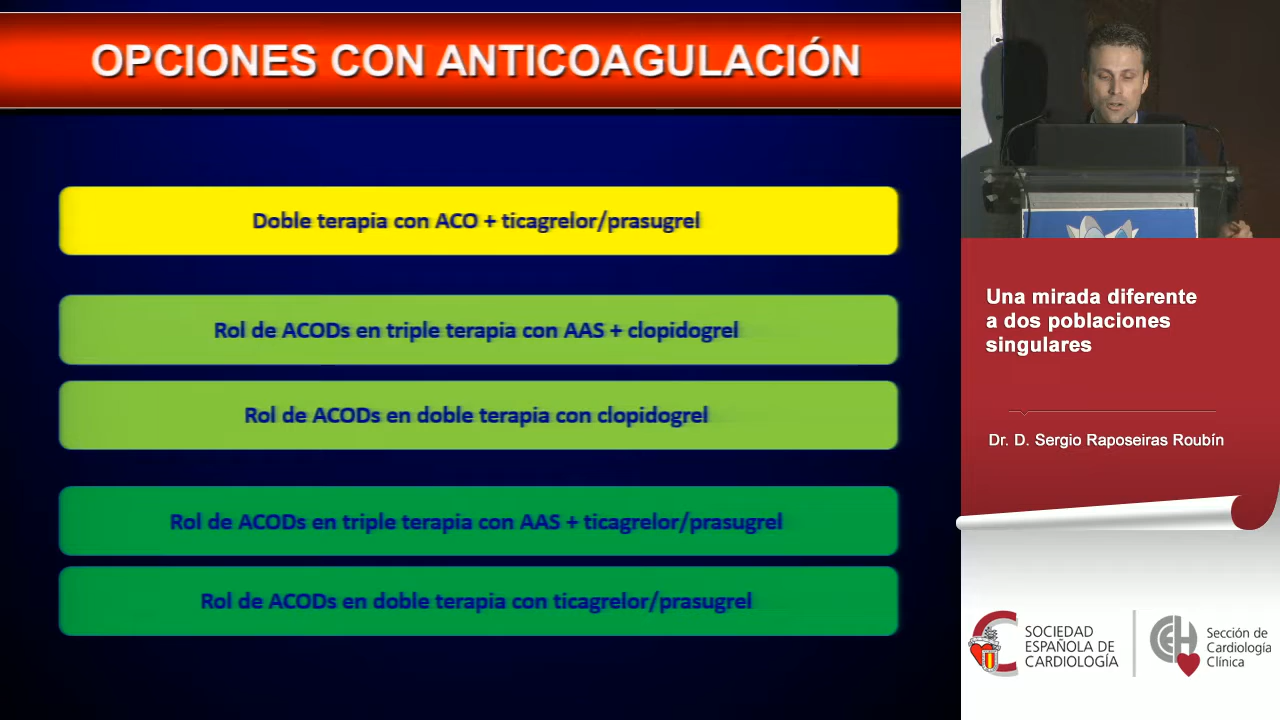 OPCIONES CON ANTICOAGULACIÓN
Doble terapia con ACO + ticagrelor/prasugrel
Rol de ACODs en triple terapia con AAS + clopidogrel
Rol de ACODs en doble terapia con clopidogrel
Rol de ACODs en triple terapia con AAS + ticagrelor/prasugrel
Rol de ACODs en doble terapia con ticagrelor/prasugrel
Una mirada diferente
a dos poblaciones
singulares
Dr. D. Sergio Raposeiras Roubín
SOCIEDAD
ESPAÑOLA DE
CARDIOLOGÍA
Sección de
Cardiología
Clínica